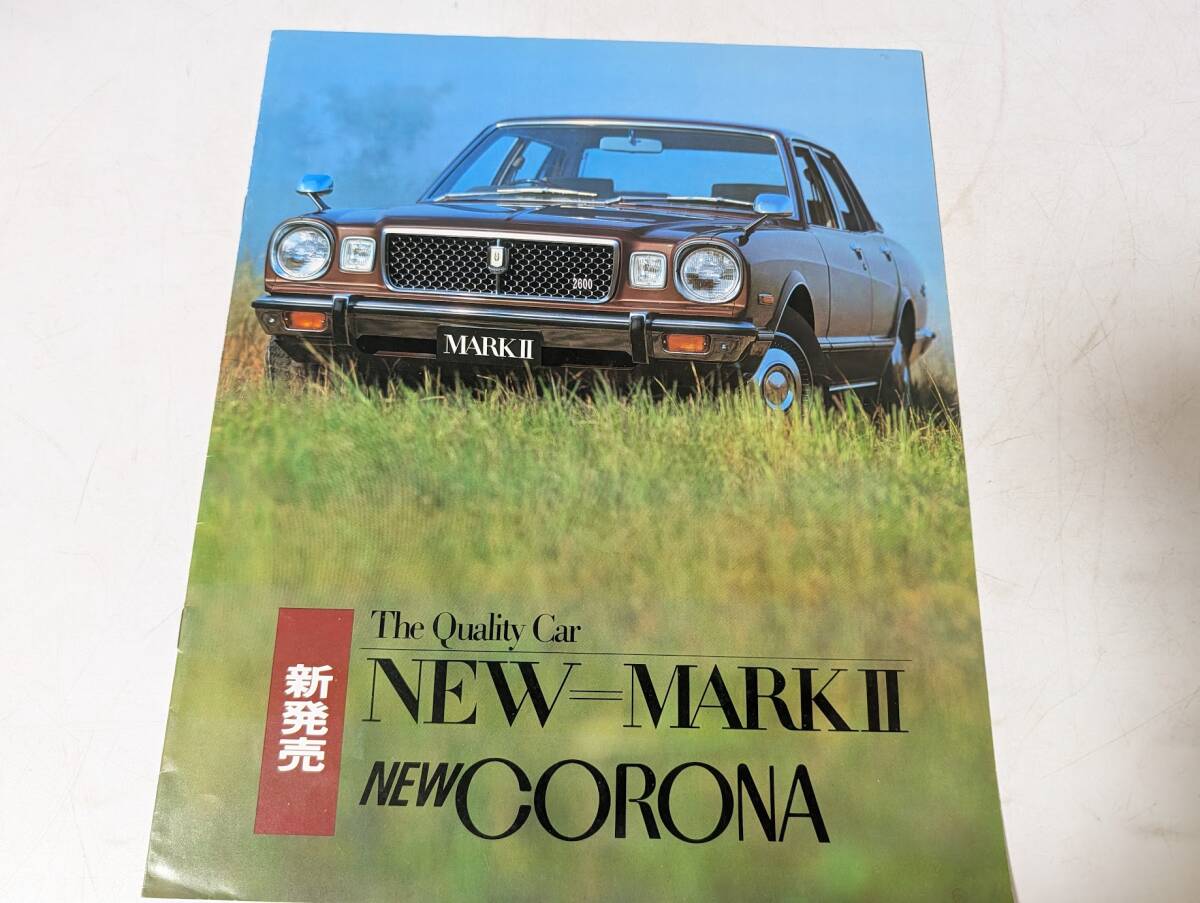 2600
MARK II
The Quality Car
NEW=MARK II
NEW CORONA
新発売